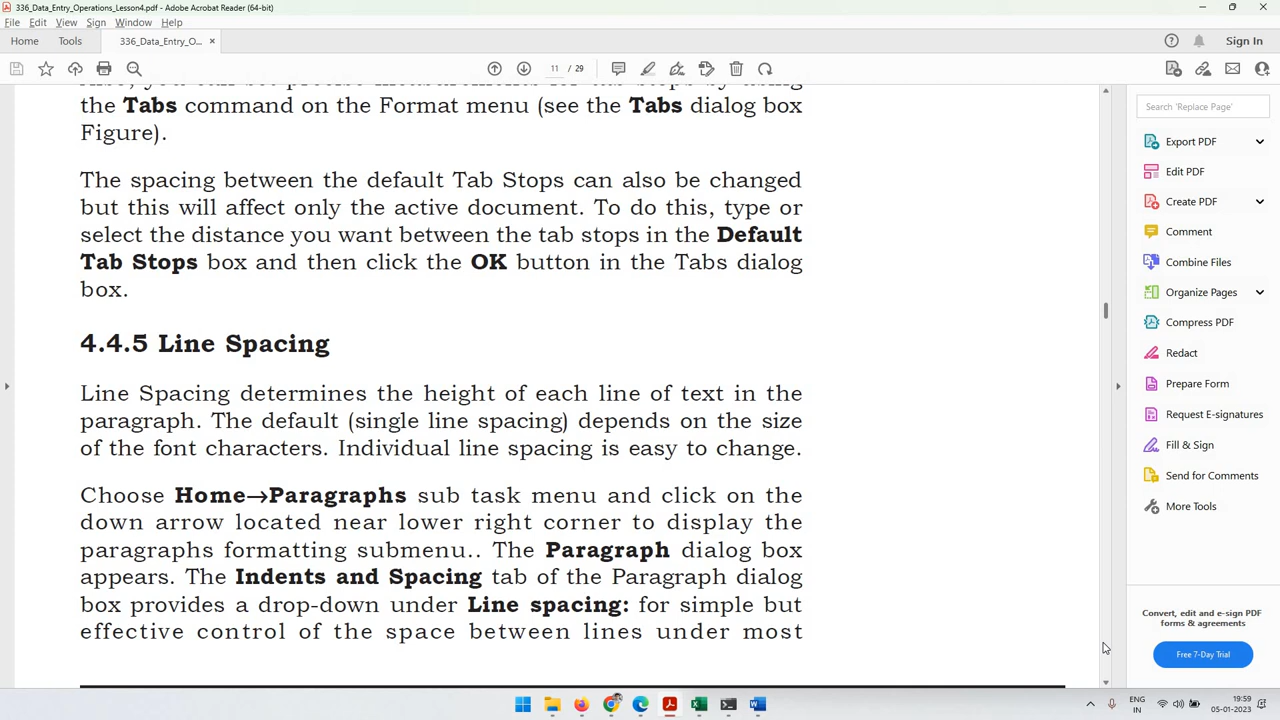 336_Data_Entry_Operations_Lesson4.pdf - Adobe Acrobat Reader (64-bit)
File Edit View Sign Window Help
Home Tools 336_Data_Entry_O... × Sign In
11 / 29
the Tabs command on the Format menu (see the Tabs dialog box
Figure).
The spacing between the default Tab Stops can also be changed
but this will affect only the active document. To do this, type or
select the distance you want between the tab stops in the Default
Tab Stops box and then click the OK button in the Tabs dialog
box.
4.4.5 Line Spacing
Line Spacing determines the height of each line of text in the
paragraph. The default (single line spacing) depends on the size
of the font characters. Individual line spacing is easy to change.
Choose Home→Paragraphs sub task menu and click on the
down arrow located near lower right corner to display the
paragraphs formatting submenu.. The Paragraph dialog box
appears. The Indents and Spacing tab of the Paragraph dialog
box provides a drop-down under Line spacing: for simple but
effective control of the space between lines under most
Search 'Replace Page'
Export PDF
Edit PDF
Create PDF
Comment
Combine Files
Organize Pages
Compress PDF
Redact
Prepare Form
Request E-signatures
Fill & Sign
Send for Comments
More Tools
Convert, edit and e-sign PDF
forms & agreements
Free 7-Day Trial
ENG
IN
19:59
05-01-2023